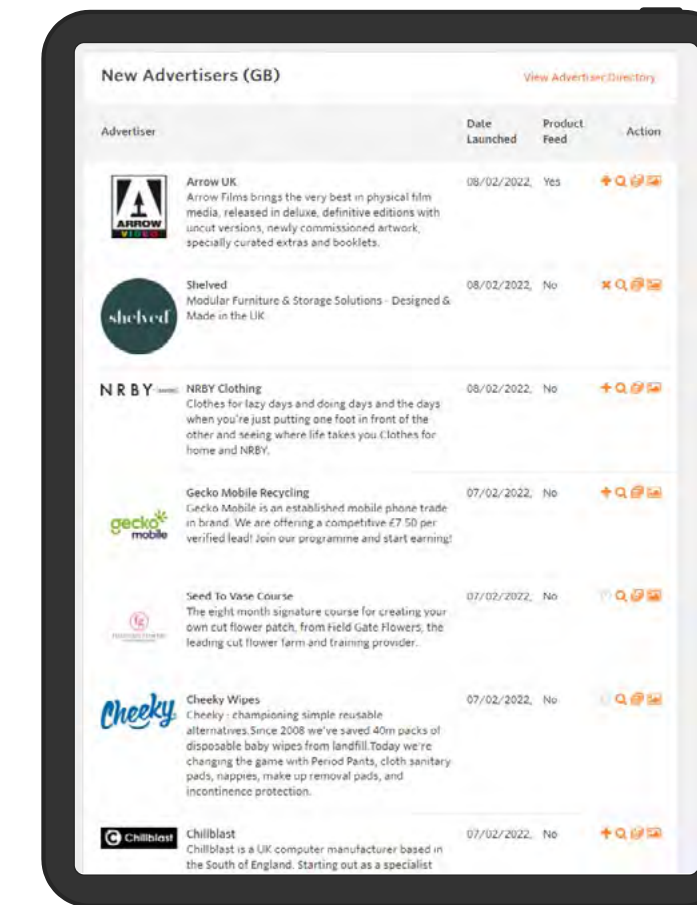 New Advertisers (GB)
View Advertiser Directory
Advertiser
Date Launched
Product Feed
Action
ARROW
VIDEO
Arrow UK
08/02/2022, Yes
Arrow Films brings the very best in physical film
media, released in deluxe, definitive editions with
uncut versions, newly commissioned artwork,
specially curated extras and booklets.
shelved
Shelved
08/02/2022, No
Modular Furniture & Storage Solutions - Designed &
Made in the UK
NRBY
NRBY Clothing
08/02/2022, No
Clothes for lazy days and doing days and the days
when you're just putting one foot in front of the
other and seeing where life takes you.Clothes for
home and NRBY.
gecko
mobile
Gecko Mobile Recycling
07/02/2022, No
Gecko Mobile is an established mobile phone trade
in brand. We are offering a competitive £7.50 per
verified lead! Join our programme and start earning!
Seed To Vase Course
07/02/2022, No
The eight month signature course for creating your
own cut flower patch, from Field Gate Flowers, the
leading cut flower farm and training provider.
Cheeky
Cheeky Wipes
07/02/2022, No
Cheeky - championing simple reusable
alternatives.Since 2008 we've saved 40m packs of
disposable baby wipes from landfill.Today we're
changing the game with Period Pants, cloth sanitary
pads, nappies, make up removal pads, and
incontinence protection.
Chillblast
Chillblast
07/02/2022, No
Chillblast is a UK computer manufacturer based in
the South of England. Starting out as a specialist